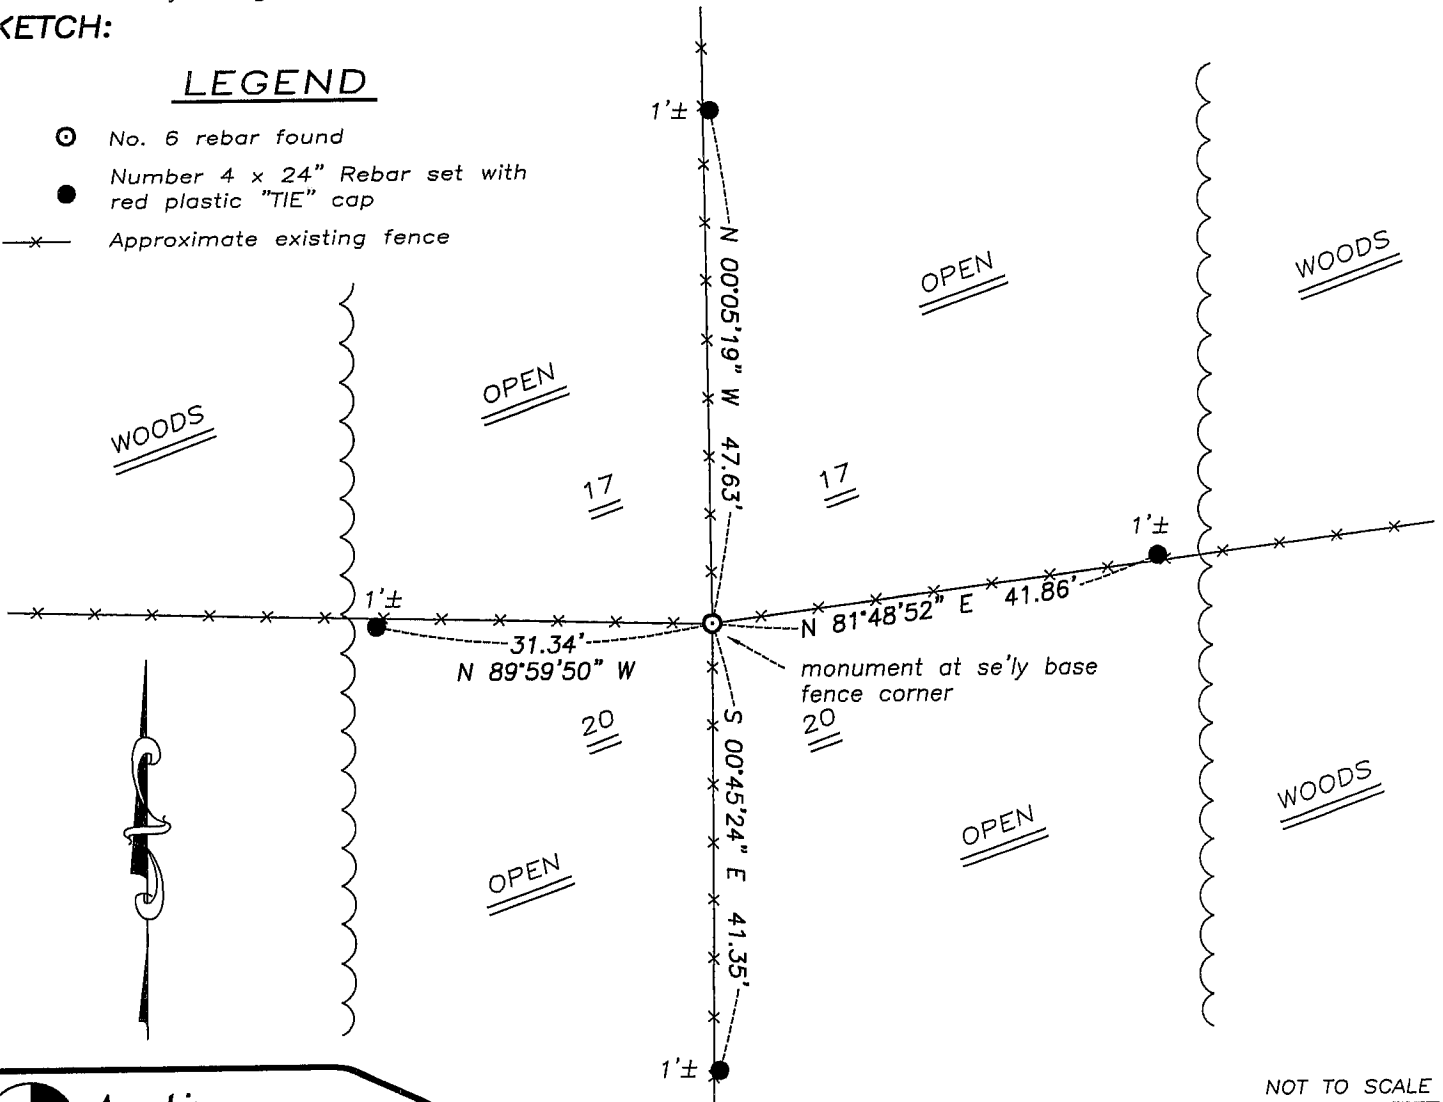 KETCH:
LEGEND
No. 6 rebar found
Number 4 x 24" Rebar set with
red plastic "TIE" cap
Approximate existing fence
1'±
N 00°05'19" W 47.63'
OPEN
WOODS
OPEN
WOODS
17
17
1'±
1'±
31.34'
N 89°59'50" W
N 81°48'52" E 41.86'
monument at se'ly base
fence corner
20
20
S 00°45'24" E 41.35'
WOODS
OPEN
OPEN
1'±
NOT TO SCALE